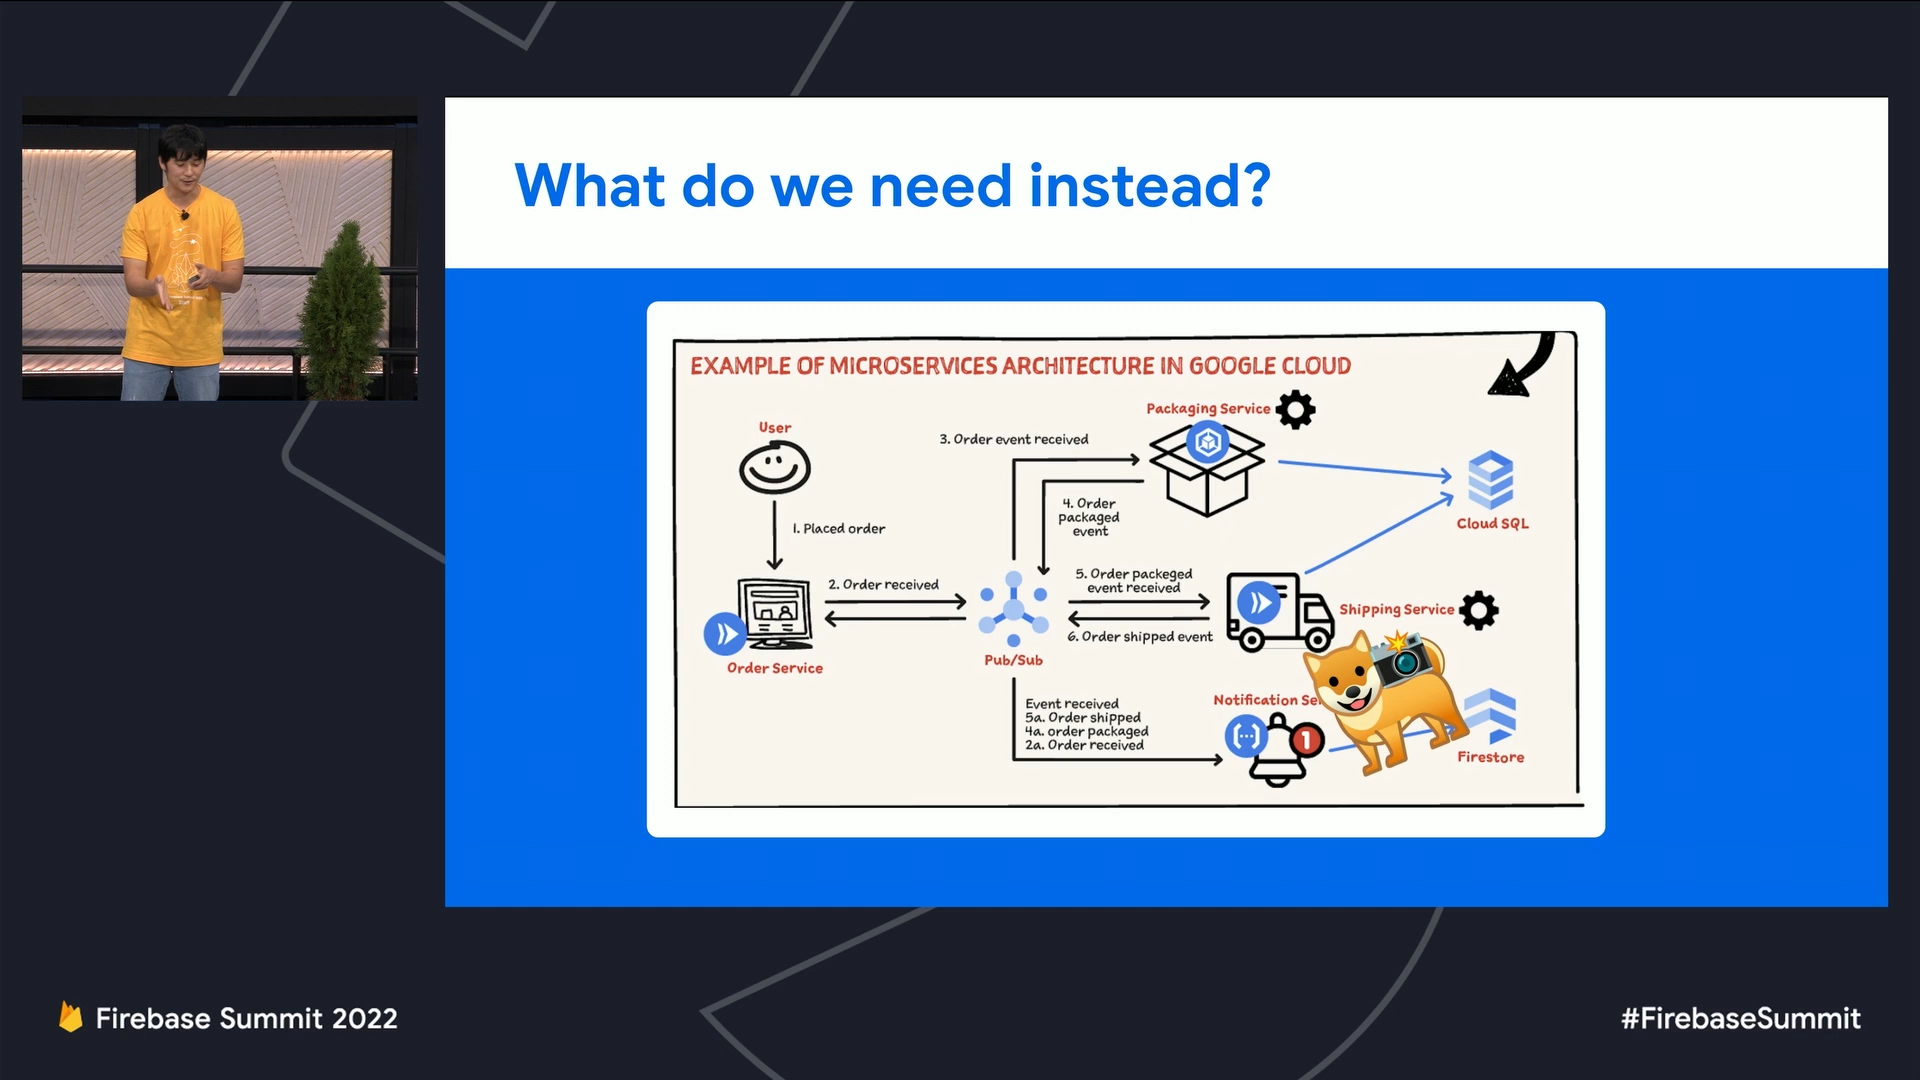 What do we need instead?
EXAMPLE OF MICROSERVICES ARCHITECTURE IN GOOGLE CLOUD
User
Packaging Service
3. Order event received
4. Order
packaged
event
1. Placed order
Cloud SQL
2. Order received
5. Order packeged
event received
Shipping Service
6. Order shipped event
Order Service
Pub/Sub
Notification Se
Event received
5a. Order shipped
4a. order packaged
2a. Order received
1
Firestore
Firebase Summit 2022
#FirebaseSummit